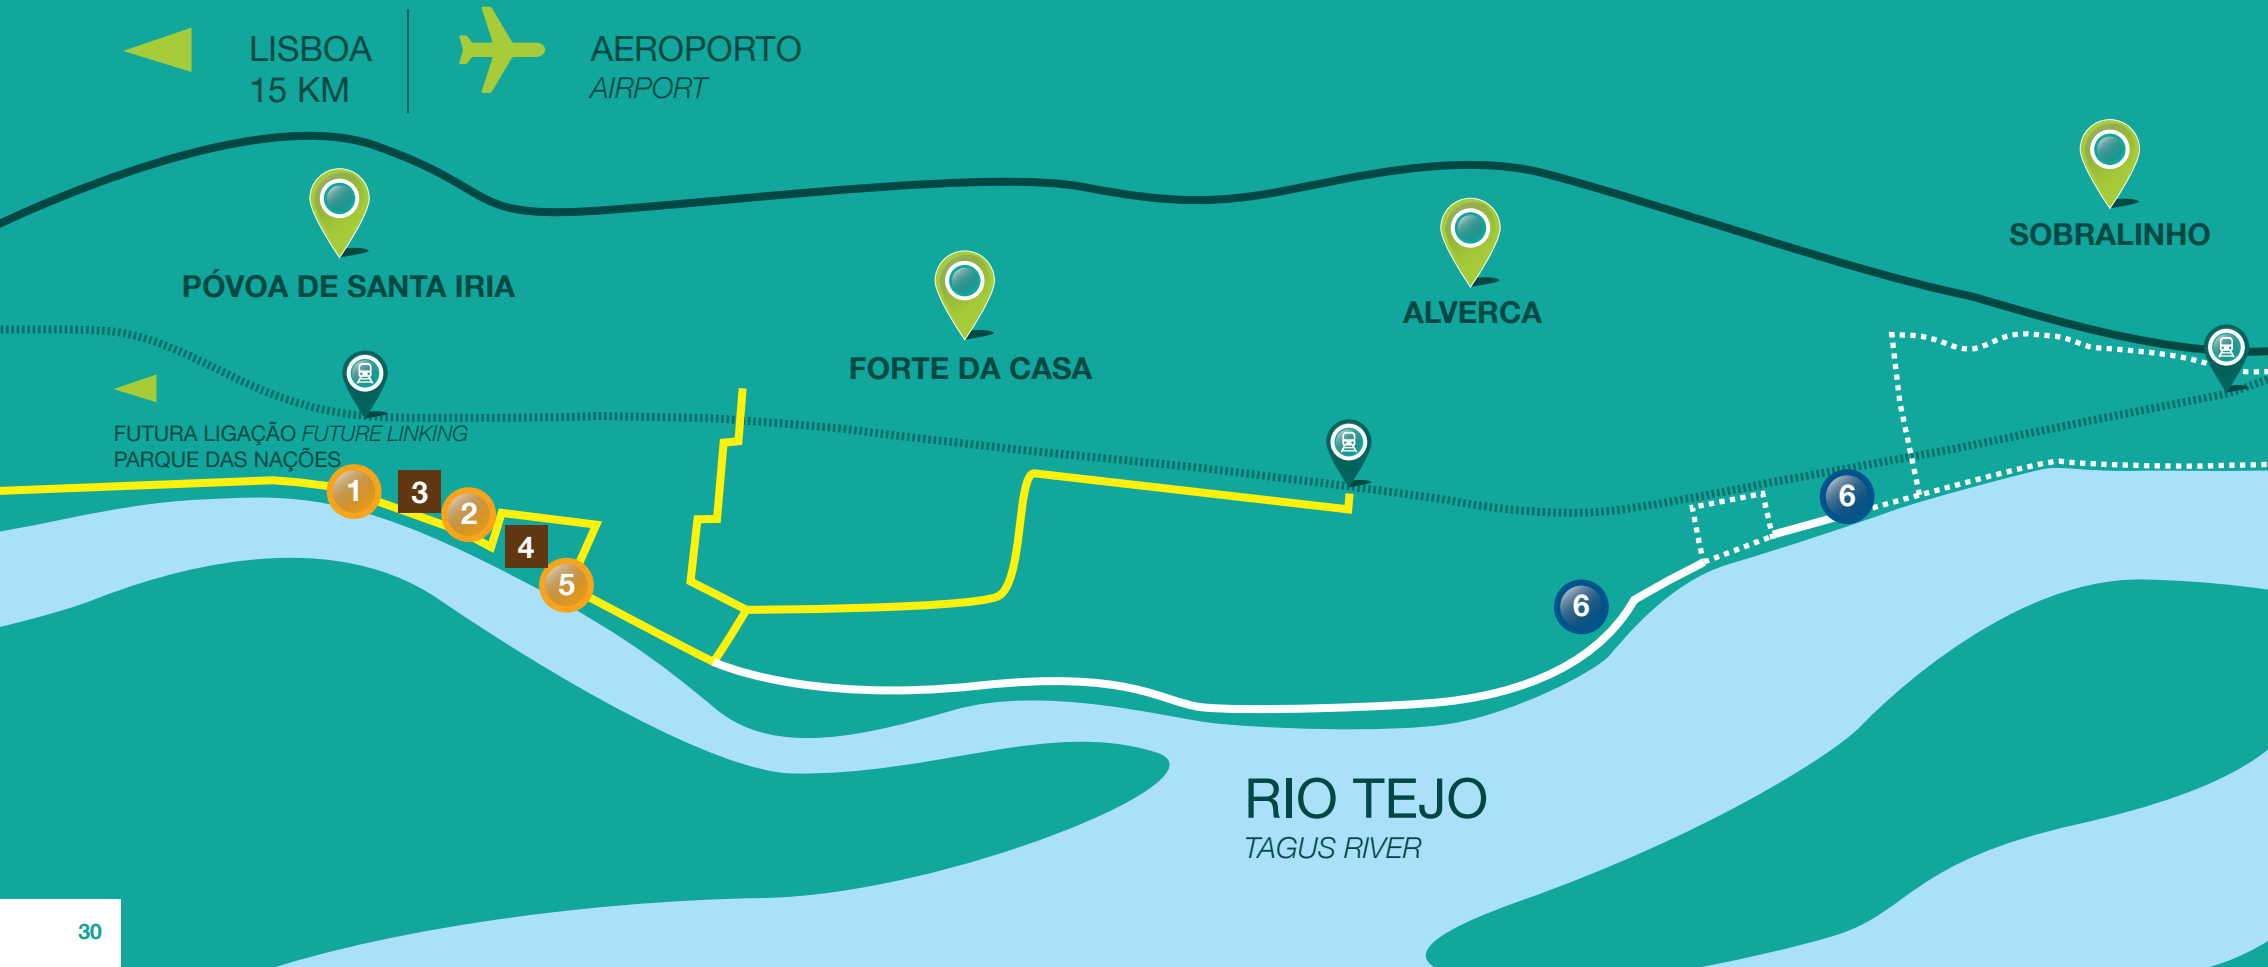 LISBOA
15 KM
AEROPORTO
AIRPORT
SOBRALINHO
PÓVOA DE SANTA IRIA
ALVERCA
FORTE DA CASA
FUTURA LIGAÇÃO FUTURE LINKING
PARQUE DAS NAÇÕES
1
3
2
4
5
6
6
RIO TEJO
TAGUS RIVER
30